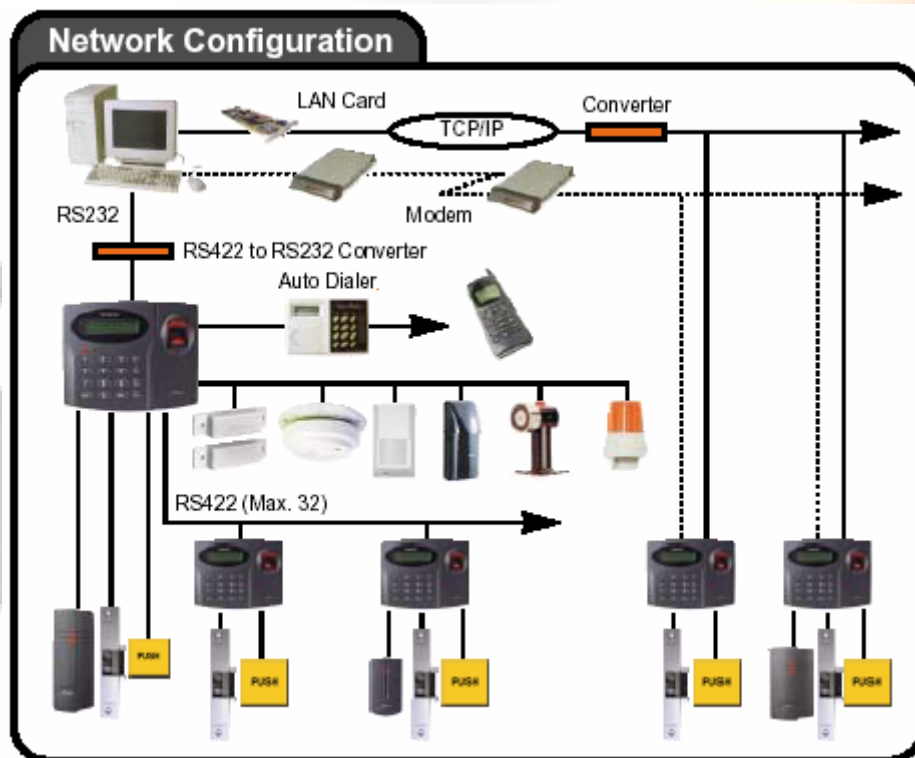 Network Configuration
LAN Card
TCP/IP
Converter
RS232
Modem
RS422 to RS232 Converter
Auto Dialer
RS422 (Max. 32)
PUSH
PUSH
PUSH
PUSH
PUSH